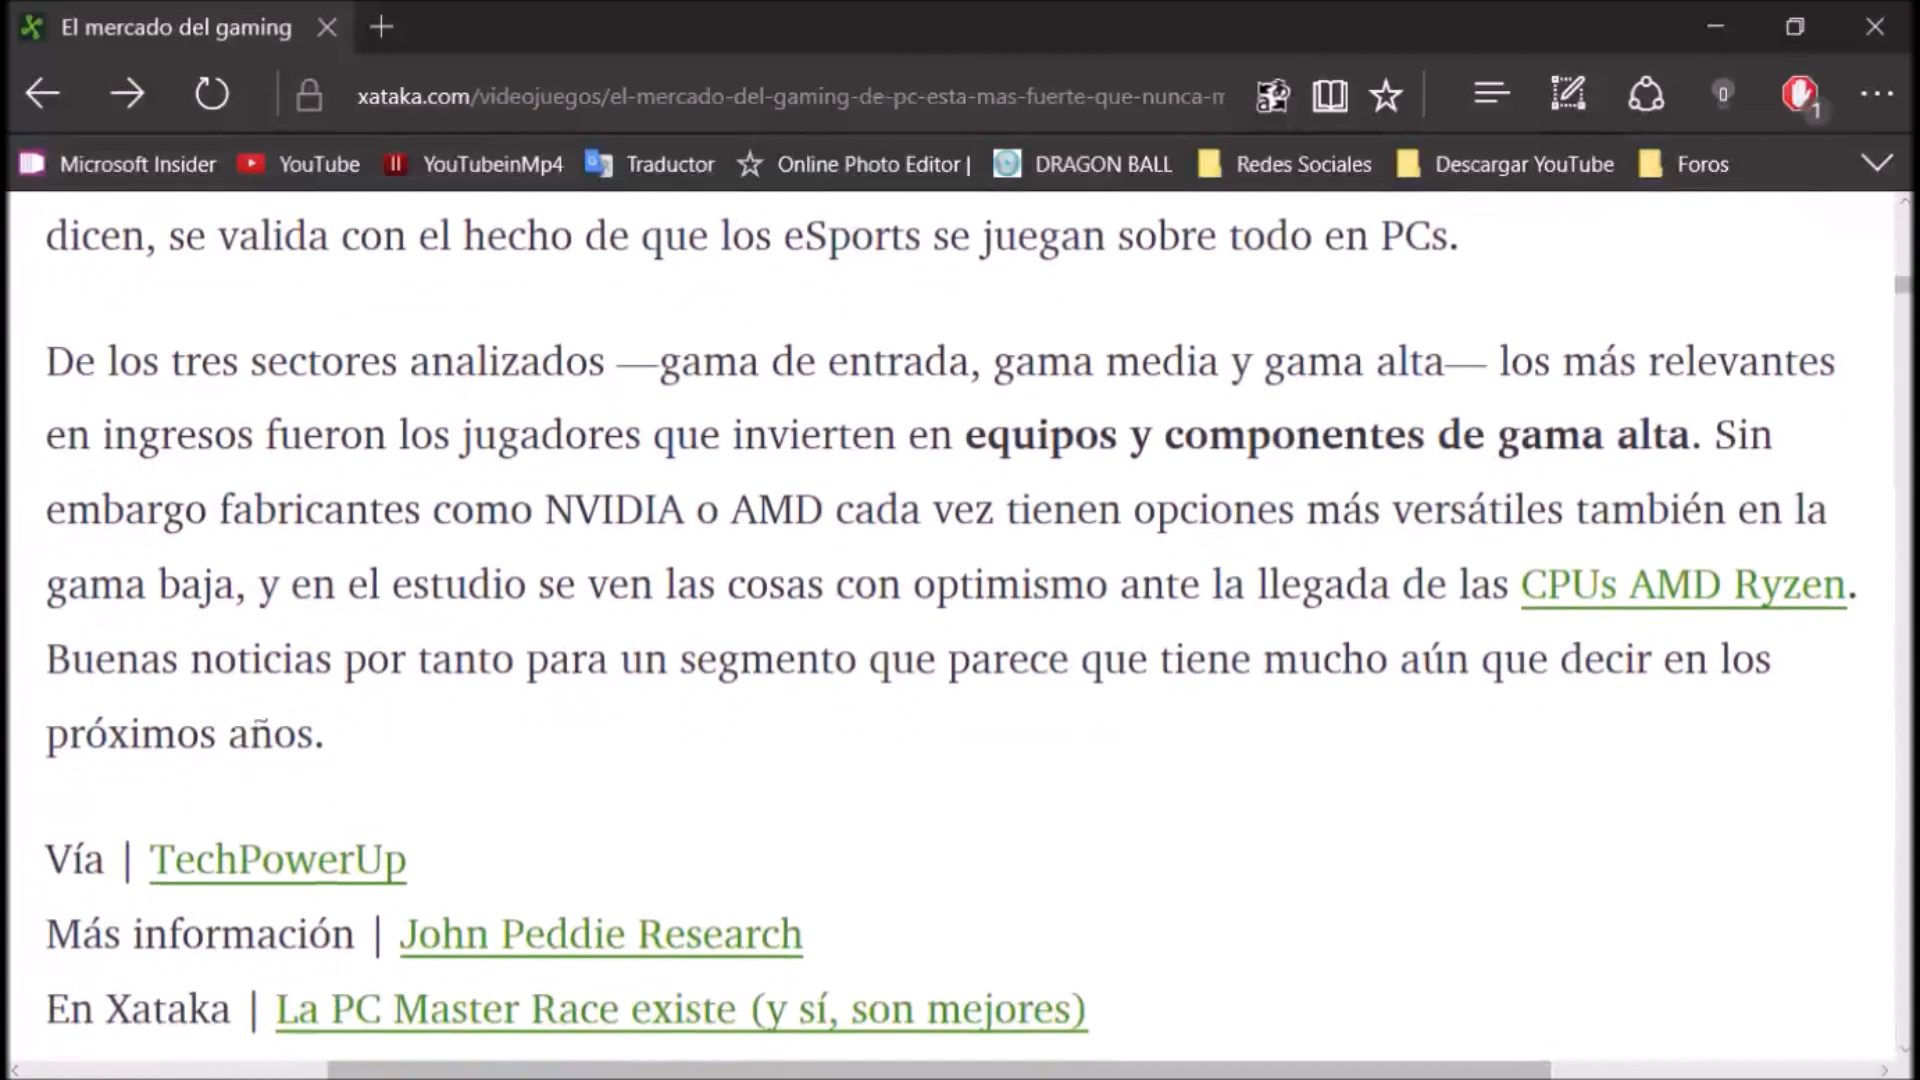 El mercado del gaming
xataka.com/videojuegos/el-mercado-del-gaming-de-pc-esta-mas-fuerte-que-nunca-m
0
1
Microsoft Insider YouTube YouTubeinMp4 Traductor Online Photo Editor | DRAGON BALL Redes Sociales Descargar YouTube Foros
dicen, se valida con el hecho de que los eSports se juegan sobre todo en PCs.
De los tres sectores analizados —gama de entrada, gama media y gama alta— los más relevantes
en ingresos fueron los jugadores que invierten en equipos y componentes de gama alta. Sin
embargo fabricantes como NVIDIA o AMD cada vez tienen opciones más versátiles también en la
gama baja, y en el estudio se ven las cosas con optimismo ante la llegada de las CPUs AMD Ryzen.
Buenas noticias por tanto para un segmento que parece que tiene mucho aún que decir en los
próximos años.
Vía | TechPowerUp
Más información | John Peddie Research
En Xataka | La PC Master Race existe (y sí, son mejores)